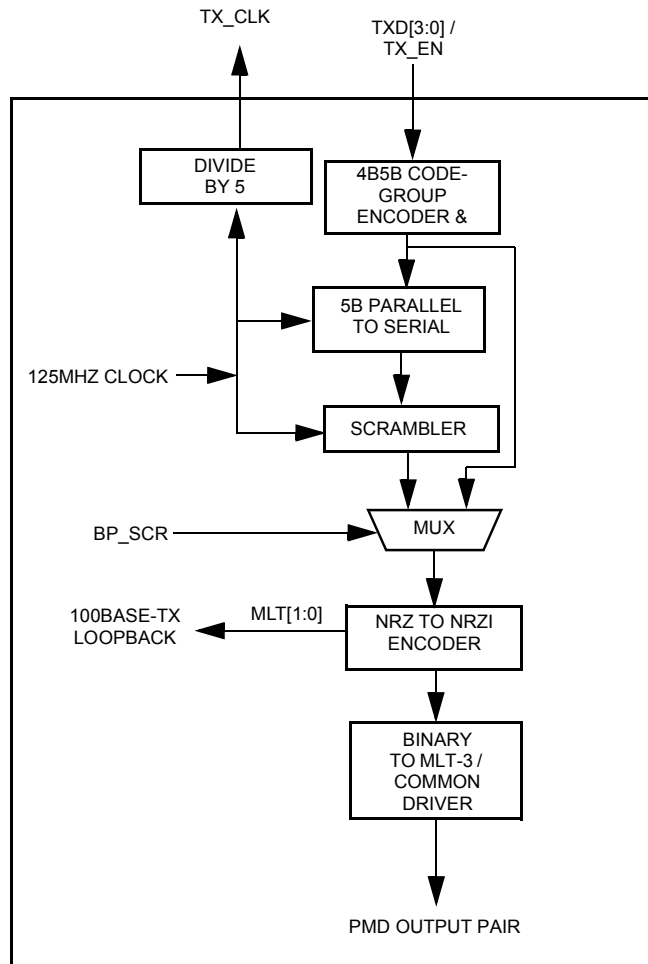 TX_CLK
TXD[3:0] /
TX_EN
DIVIDE
BY 5
4B5B CODE-
GROUP
ENCODER &
5B PARALLEL
TO SERIAL
125MHZ CLOCK
SCRAMBLER
BP_SCR
MUX
100BASE-TX
LOOPBACK
MLT[1:0]
NRZ TO NRZI
ENCODER
BINARY
TO MLT-3 /
COMMON
DRIVER
PMD OUTPUT PAIR